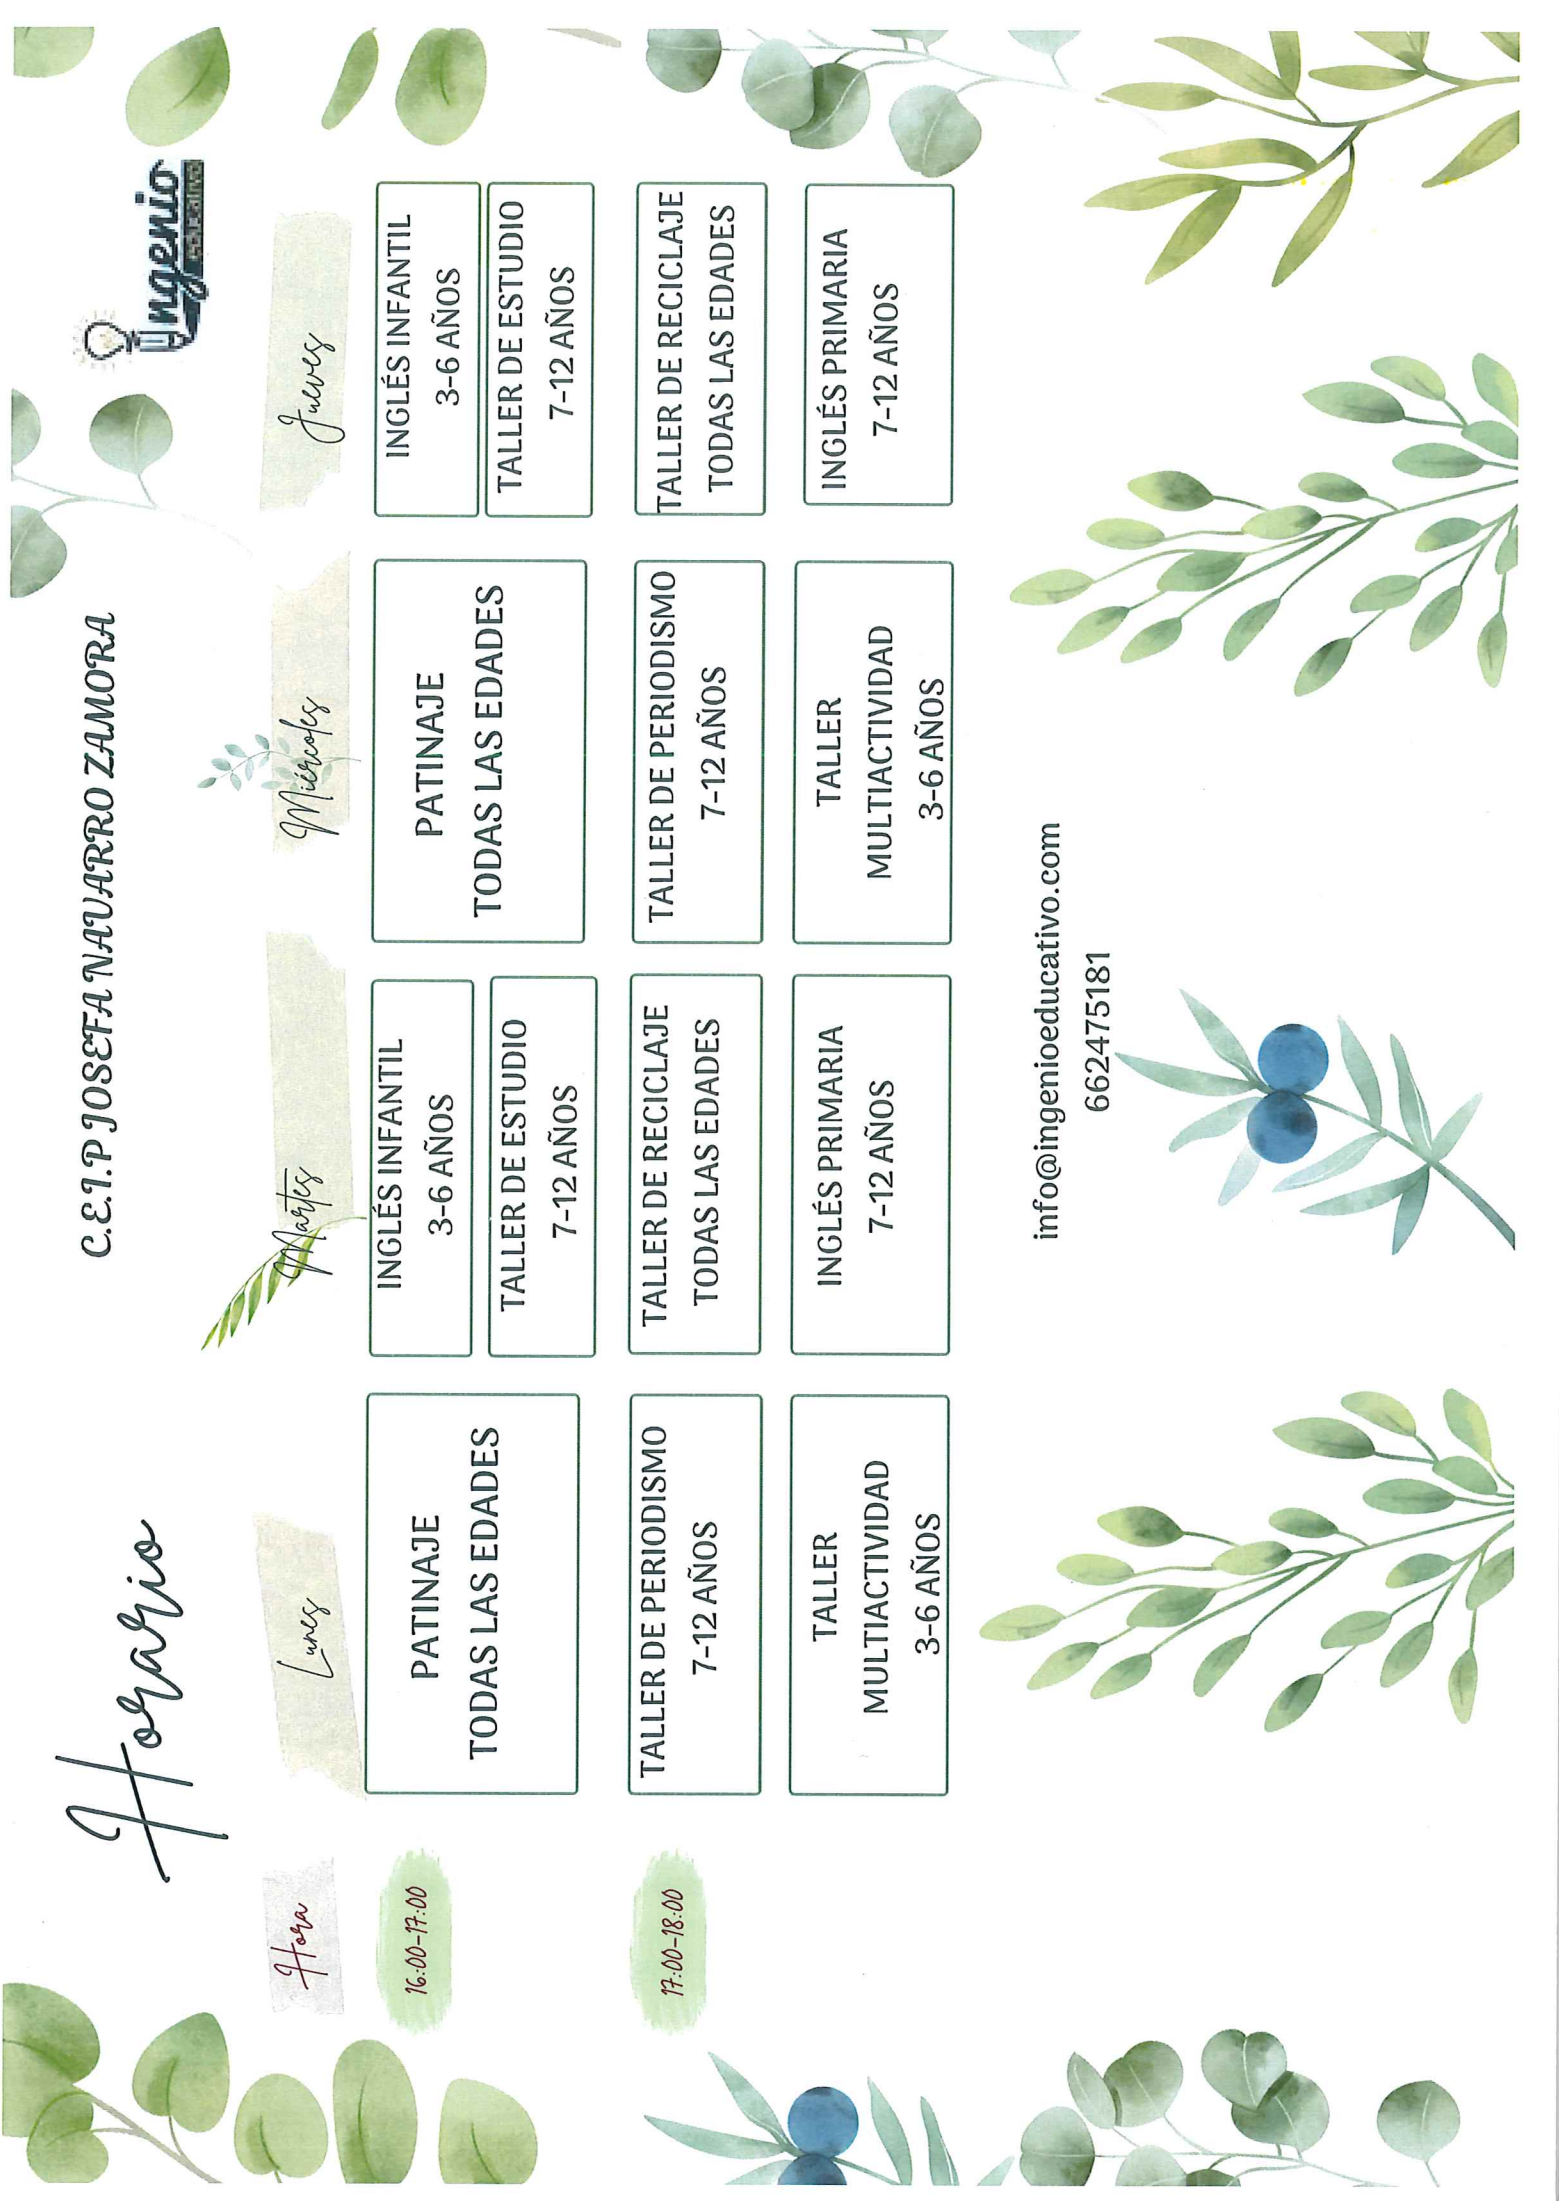 Horario
C.E.I.P JOSEFA NAVARRO ZAMORA
Ingenio
EDUCATIVO
Hora
Lunes
Martes
Miércoles
Jueves
16:00-17:00
PATINAJE
TODAS LAS EDADES
INGLÉS INFANTIL
3-6 AÑOS
TALLER DE ESTUDIO
7-12 AÑOS
PATINAJE
TODAS LAS EDADES
INGLÉS INFANTIL
3-6 AÑOS
TALLER DE ESTUDIO
7-12 AÑOS
17:00-18:00
TALLER DE PERIODISMO
7-12 AÑOS
TALLER DE RECICLAJE
TODAS LAS EDADES
TALLER DE PERIODISMO
7-12 AÑOS
TALLER DE RECICLAJE
TODAS LAS EDADES
TALLER
MULTIACTIVIDAD
3-6 AÑOS
INGLÉS PRIMARIA
7-12 AÑOS
TALLER
MULTIACTIVIDAD
3-6 AÑOS
INGLÉS PRIMARIA
7-12 AÑOS
info@ingenioeducativo.com
662475181